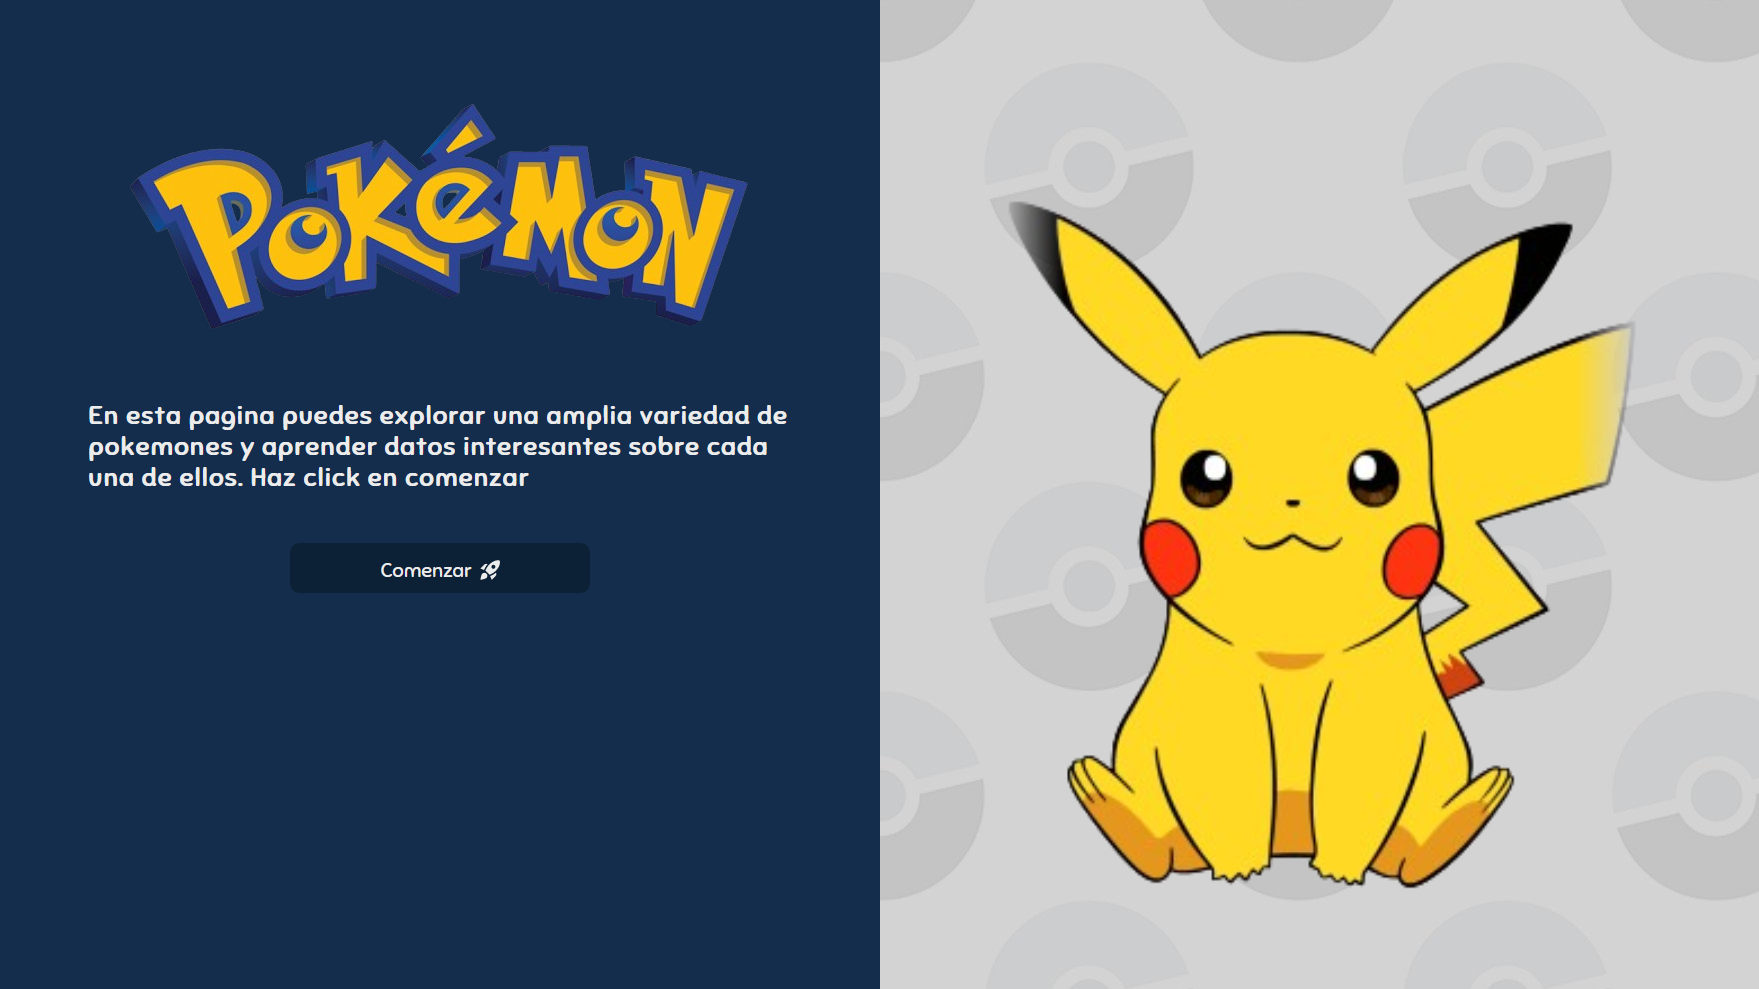 POKéMON
En esta pagina puedes explorar una amplia variedad de
pokemones y aprender datos interesantes sobre cada
una de ellos. Haz click en comenzar
Comenzar